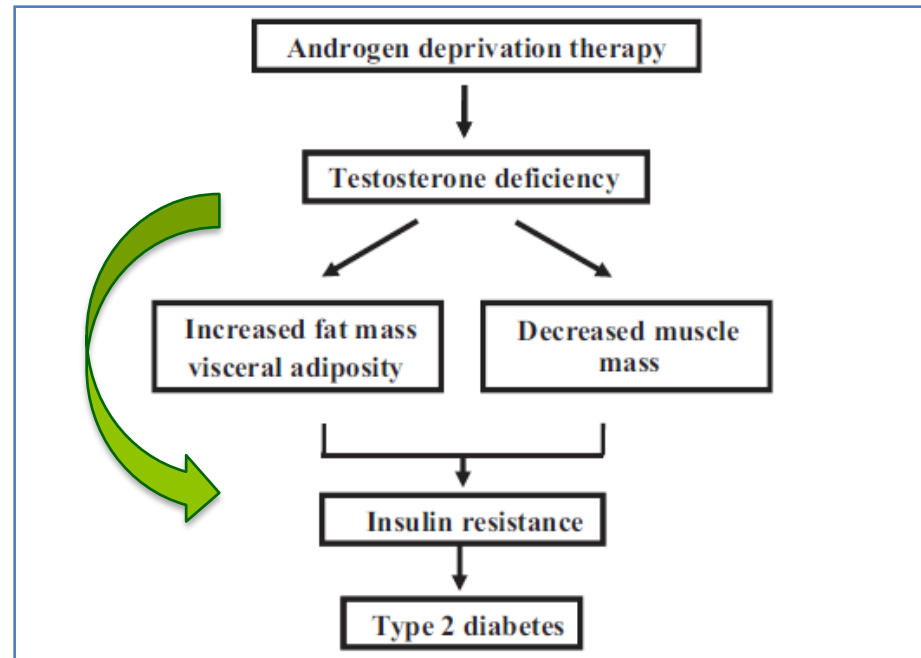 Androgen deprivation therapy
Testosterone deficiency
Increased fat mass
visceral adiposity
Decreased muscle
mass
Insulin resistance
Type 2 diabetes